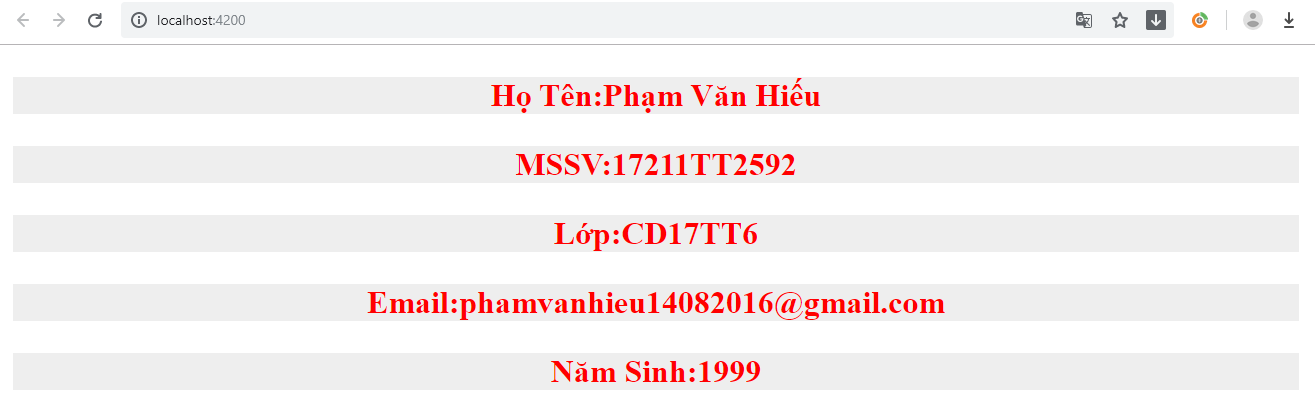 localhost:4200
Họ Tên:Phạm Văn Hiếu
MSSV:17211TT2592
Lớp:CD17TT6
Email:phamvanhieu14082016@gmail.com
Năm Sinh:1999